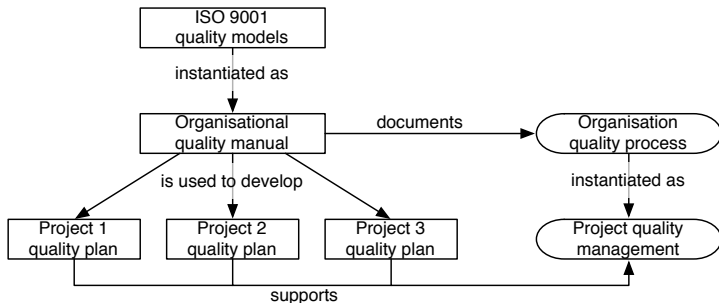 ISO 9001
quality models
instantiated as
Organisational
quality manual
documents
Organisation
quality process
is used to develop
instantiated as
Project 1
quality plan
Project 2
quality plan
Project 3
quality plan
Project quality
management
supports